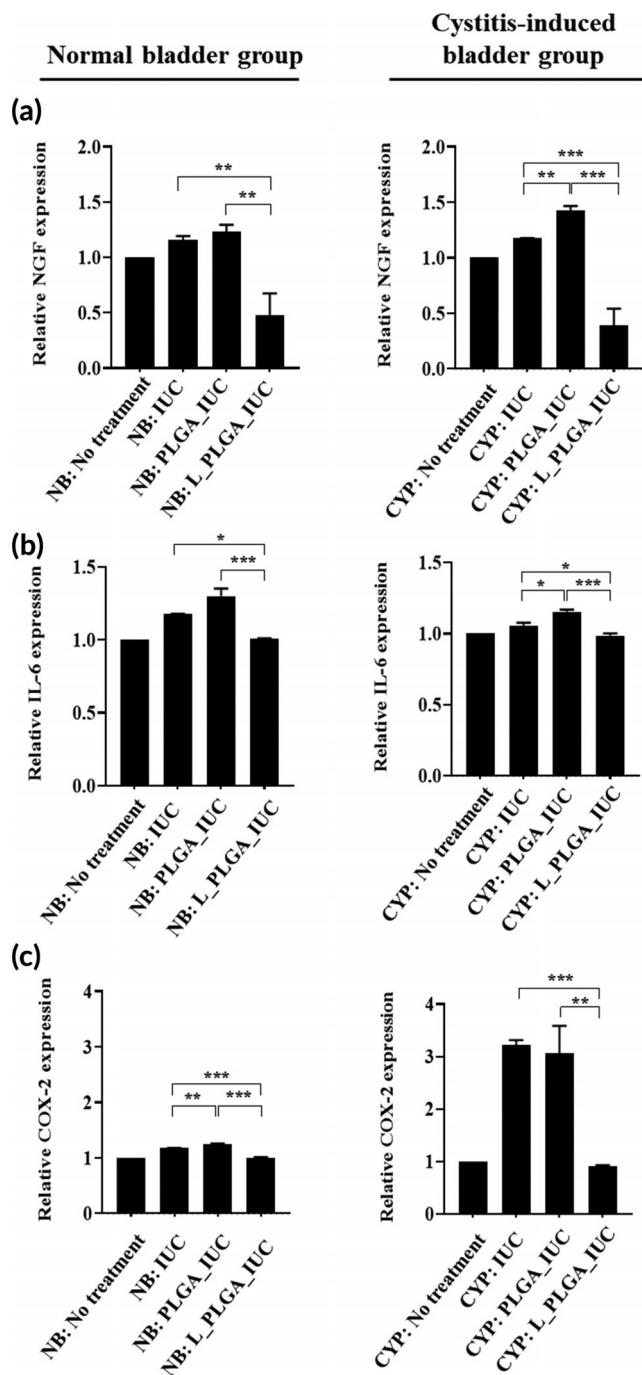 Normal bladder group
Cystitis-induced
bladder group
(a)
Relative NGF expression
2.0
1.5
1.0
0.5
0.0
**
**
NB: No treatment
NB: IUC
NB: PLGA_IUC
NB: L_PLGA_IUC
Relative NGF expression
2.0
1.5
1.0
0.5
0.0
***
** ***
CYP: No treatment
CYP: IUC
CYP: PLGA_IUC
CYP: L_PLGA_IUC
(b)
Relative IL-6 expression
1.5
1.0
0.5
0.0
*
***
NB: No treatment
NB: IUC
NB: PLGA_IUC
NB: L_PLGA_IUC
Relative IL-6 expression
1.5
1.0
0.5
0.0
*
* ***
CYP: No treatment
CYP: IUC
CYP: PLGA_IUC
CYP: L_PLGA_IUC
(c)
Relative COX-2 expression
4
3
2
1
0
***
** ***
NB: No treatment
NB: IUC
NB: PLGA_IUC
NB: L_PLGA_IUC
Relative COX-2 expression
4
3
2
1
0
***
**
CYP: No treatment
CYP: IUC
CYP: PLGA_IUC
CYP: L_PLGA_IUC